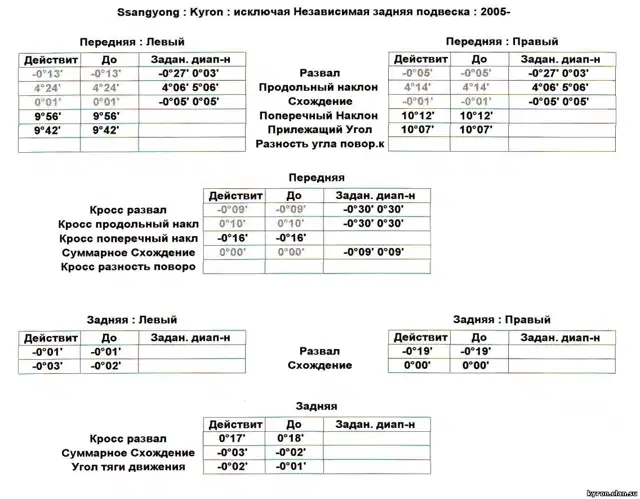 Ssangyong : Kyron : исключая Независимая задняя подвеска : 2005-
Передняя : Левый Передняя : Правый
Действит До Задан. диап-н Действит До Задан. диап-н
-0°13' -0°13' -0°27' 0°03' Развал -0°05' -0°05' -0°27' 0°03'
4°24' 4°24' 4°06' 5°06' Продольный наклон 4°14' 4°14' 4°06' 5°06'
0°01' 0°01' -0°05' 0°05' Схождение -0°01' -0°01' -0°05' 0°05'
9°56' 9°56' Поперечный Наклон 10°12' 10°12'
9°42' 9°42' Прилежащий Угол 10°07' 10°07'
Разность угла повор.к
Передняя
Действит До Задан. диап-н
Кросс развал -0°09' -0°09' -0°30' 0°30'
Кросс продольный накл 0°10' 0°10' -0°30' 0°30'
Кросс поперечный накл -0°16' -0°16'
Суммарное Схождение 0°00' 0°00' -0°09' 0°09'
Кросс разность поворо
Задняя : Левый Задняя : Правый
Действит До Задан. диап-н Действит До Задан. диап-н
-0°01' -0°01' Развал -0°19' -0°19'
-0°03' -0°02' Схождение 0°00' 0°00'
Задняя
Действит До Задан. диап-н
Кросс развал 0°17' 0°18'
Суммарное Схождение -0°03' -0°02'
Угол тяги движения -0°02' -0°01'
kyron.clan.su